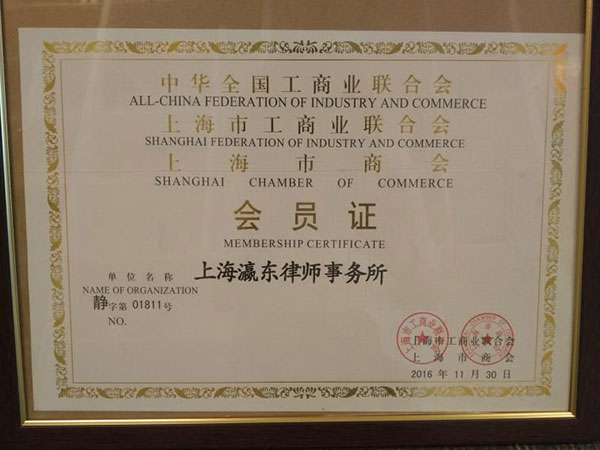 中华全国工商业联合会
ALL-CHINA FEDERATION OF INDUSTRY AND COMMERCE
上海市工商业联合会
SHANGHAI FEDERATION OF INDUSTRY AND COMMERCE
上海市商会
SHANGHAI CHAMBER OF COMMERCE
会员证
MEMBERSHIP CERTIFICATE
单位名称 上海瀛东律师事务所
NAME OF ORGANIZATION
静字第 01811号
NO.
上海市工商业联合会
上海市商会
2016 年 11 月 30 日